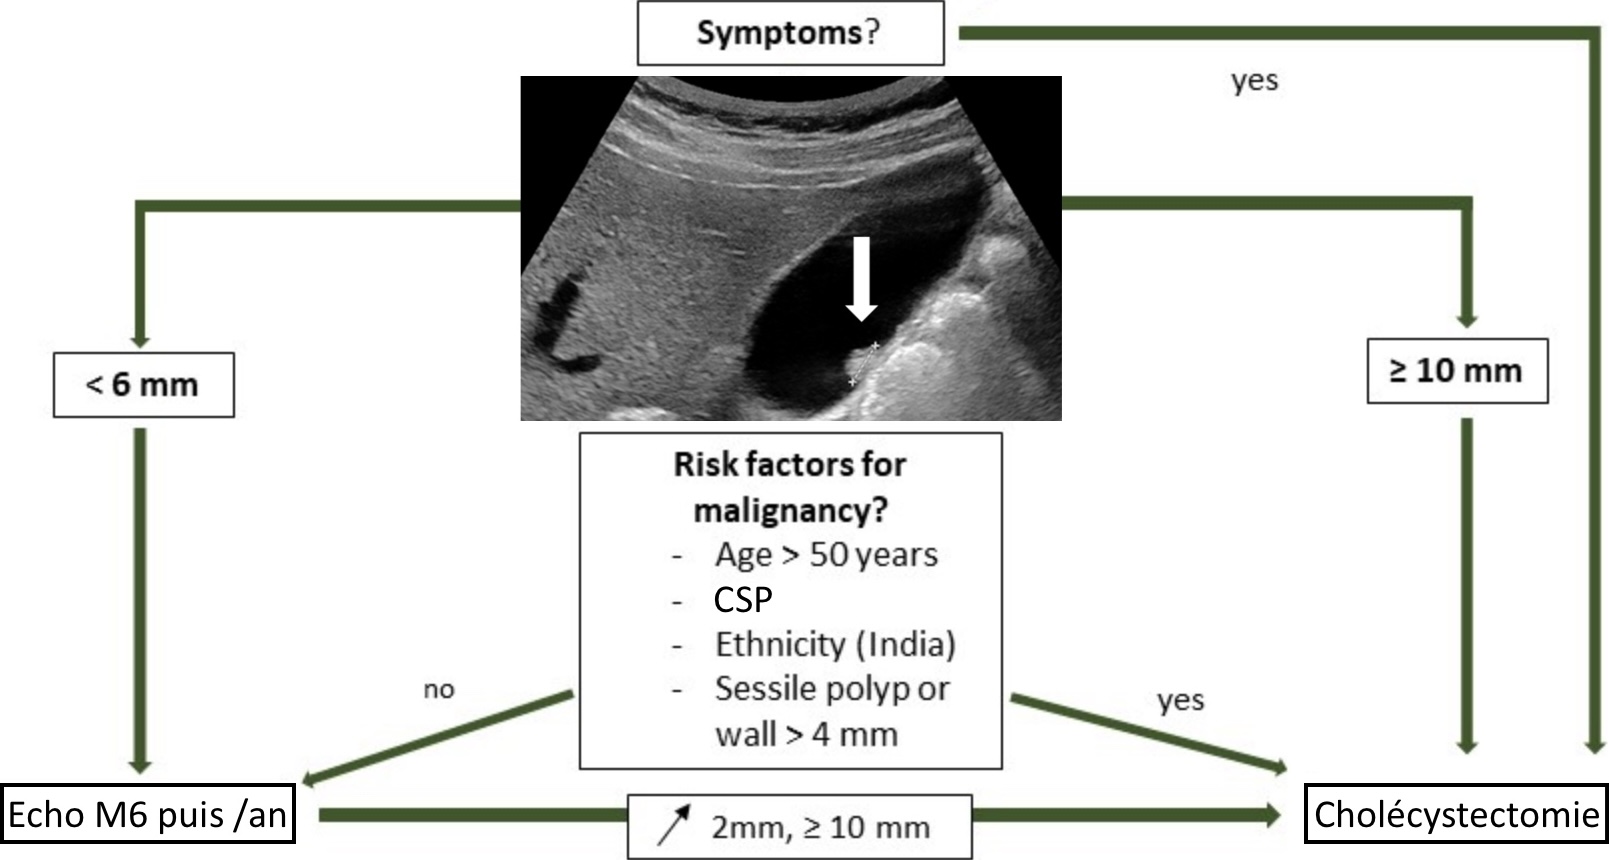 Symptoms?
yes
< 6 mm
≥ 10 mm
Risk factors for
malignancy?
- Age > 50 years
- CSP
- Ethnicity (India)
- Sessile polyp or
wall > 4 mm
no
yes
Echo M6 puis /an
2mm, ≥ 10 mm
Cholécystectomie